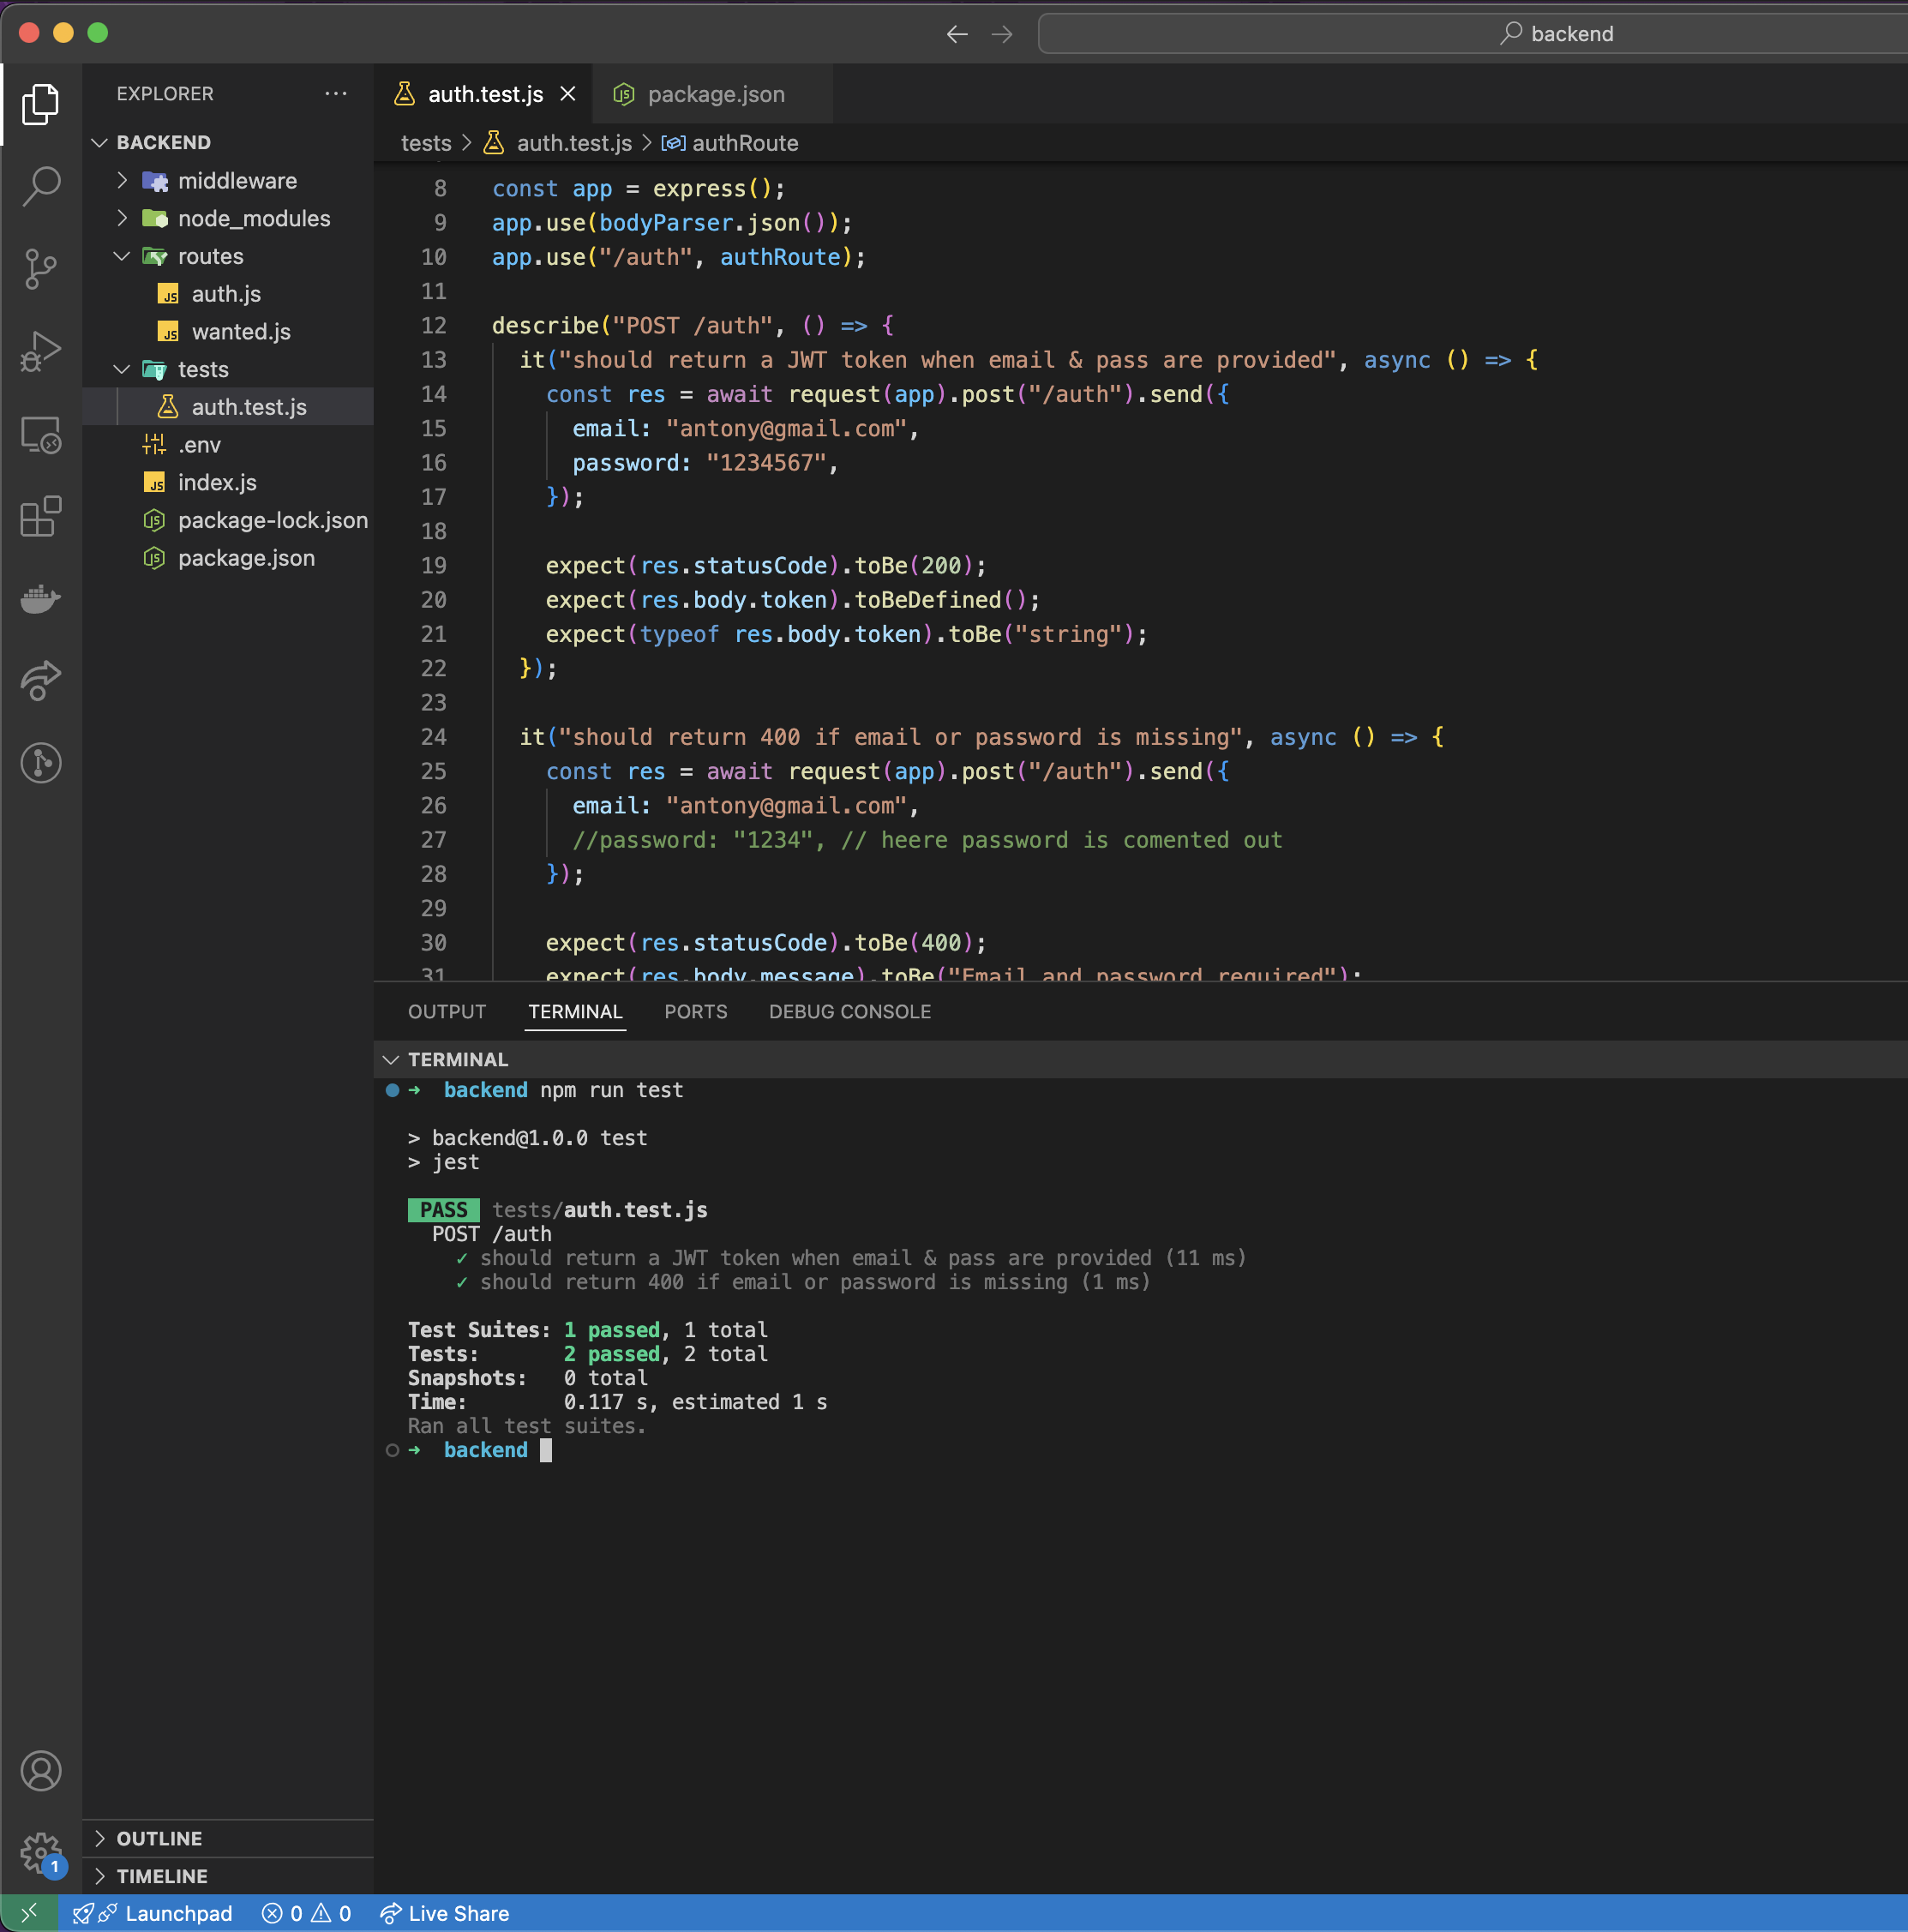 backend
EXPLORER
BACKEND
middleware
node_modules
routes
auth.js
wanted.js
tests
auth.test.js
.env
index.js
package-lock.json
package.json
OUTLINE
TIMELINE
auth.test.js
package.json
tests > auth.test.js > authRoute
8 const app = express();
9 app.use(bodyParser.json());
10 app.use("/auth", authRoute);
11
12 describe("POST /auth", () => {
13 it("should return a JWT token when email & pass are provided", async () => {
14 const res = await request(app).post("/auth").send({
15 email: "antony@gmail.com",
16 password: "1234567",
17 });
18
19 expect(res.statusCode).toBe(200);
20 expect(res.body.token).toBeDefined();
21 expect(typeof res.body.token).toBe("string");
22 });
23
24 it("should return 400 if email or password is missing", async () => {
25 const res = await request(app).post("/auth").send({
26 email: "antony@gmail.com",
27 //password: "1234", // heere password is comented out
28 });
29
30 expect(res.statusCode).toBe(400);
31 expect(res.body.message).toBe("Email and password required");
OUTPUT TERMINAL PORTS DEBUG CONSOLE
TERMINAL
➜ backend npm run test
> backend@1.0.0 test
> jest
PASS tests/auth.test.js
POST /auth
✓ should return a JWT token when email & pass are provided (11 ms)
✓ should return 400 if email or password is missing (1 ms)
Test Suites: 1 passed, 1 total
Tests: 2 passed, 2 total
Snapshots: 0 total
Time: 0.117 s, estimated 1 s
Ran all test suites.
➜ backend
1
Launchpad 0 0 Live Share